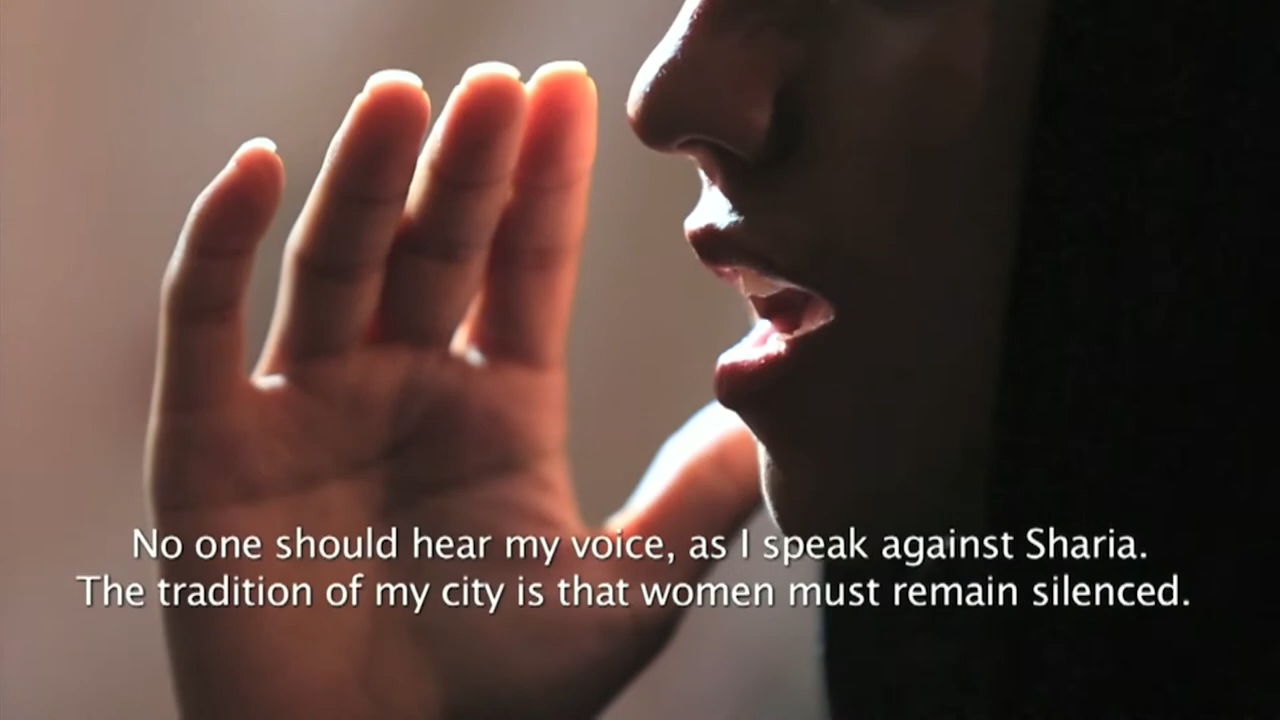 No one should hear my voice, as I speak against Sharia.
The tradition of my city is that women must remain silenced.